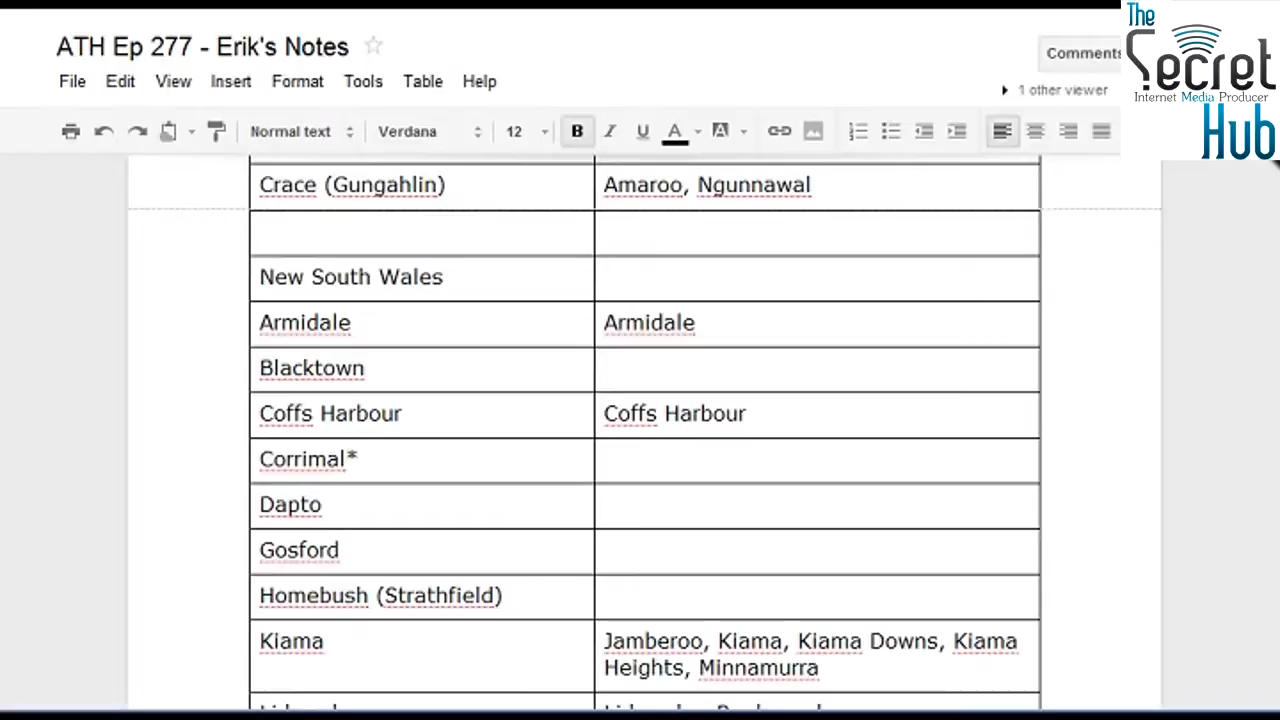 The
Secret
Internet Media Producer
Hub
ATH Ep 277 - Erik's Notes
Comments
1 other viewer
File Edit View Insert Format Tools Table Help
Normaltext Verdana 12 B I U A A
Crace (Gungahlin) Amaroo, Ngunnawal
New South Wales
Armidale Armidale
Blacktown
Coffs Harbour Coffs Harbour
Corrimal*
Dapto
Gosford
Homebush (Strathfield)
Kiama Jamberoo, Kiama, Kiama Downs, Kiama
Heights, Minnamurra